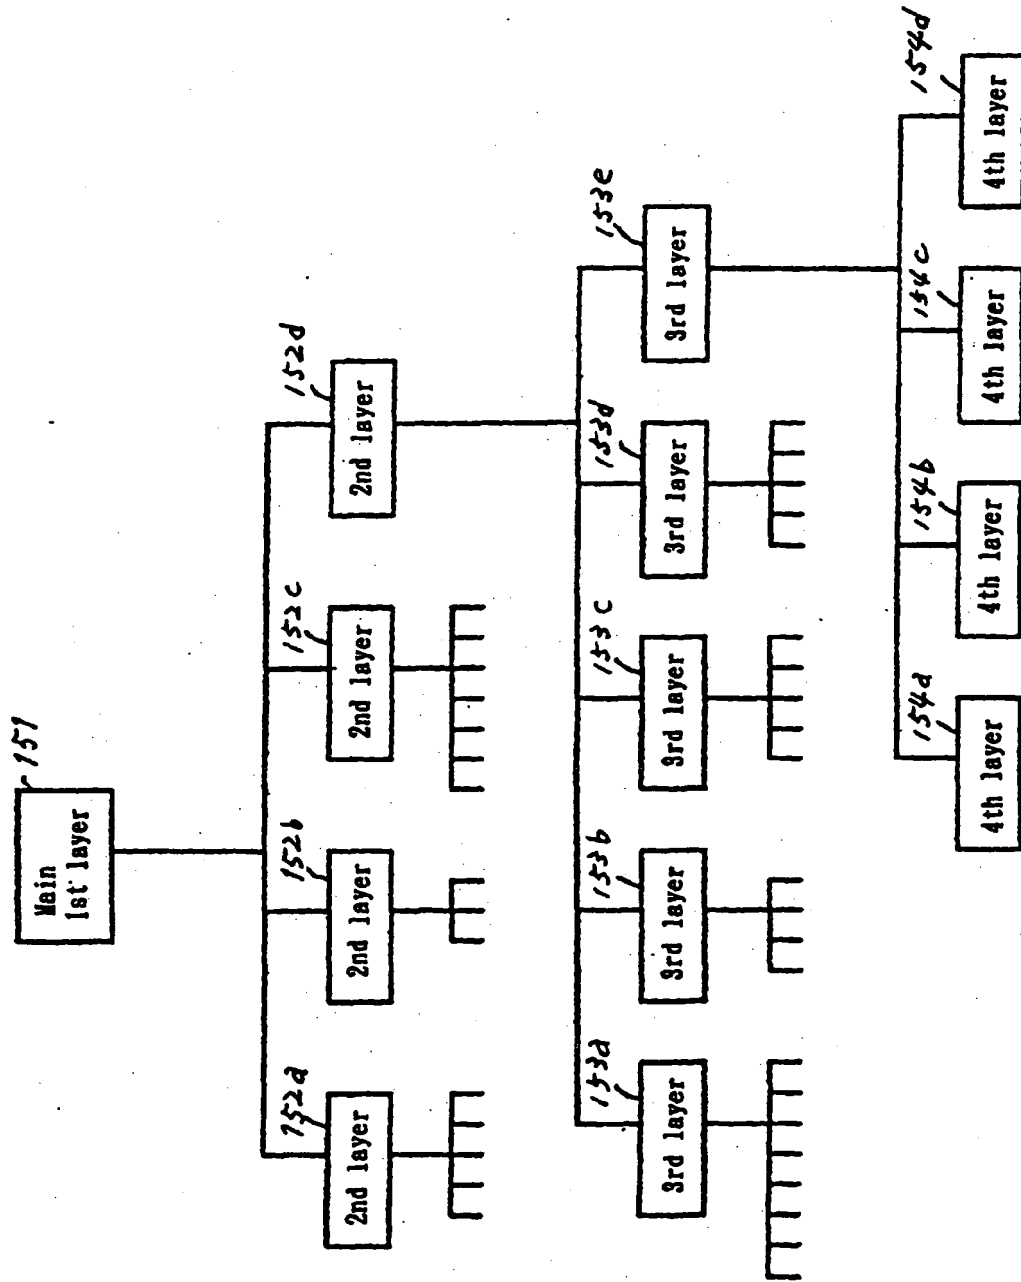 151
Main
1st layer
152a
2nd layer
152b
2nd layer
152c
2nd layer
152d
2nd layer
153a
3rd layer
153b
3rd layer
153c
3rd layer
153d
3rd layer
153e
3rd layer
154a
4th layer
154b
4th layer
154c
4th layer
154d
4th layer